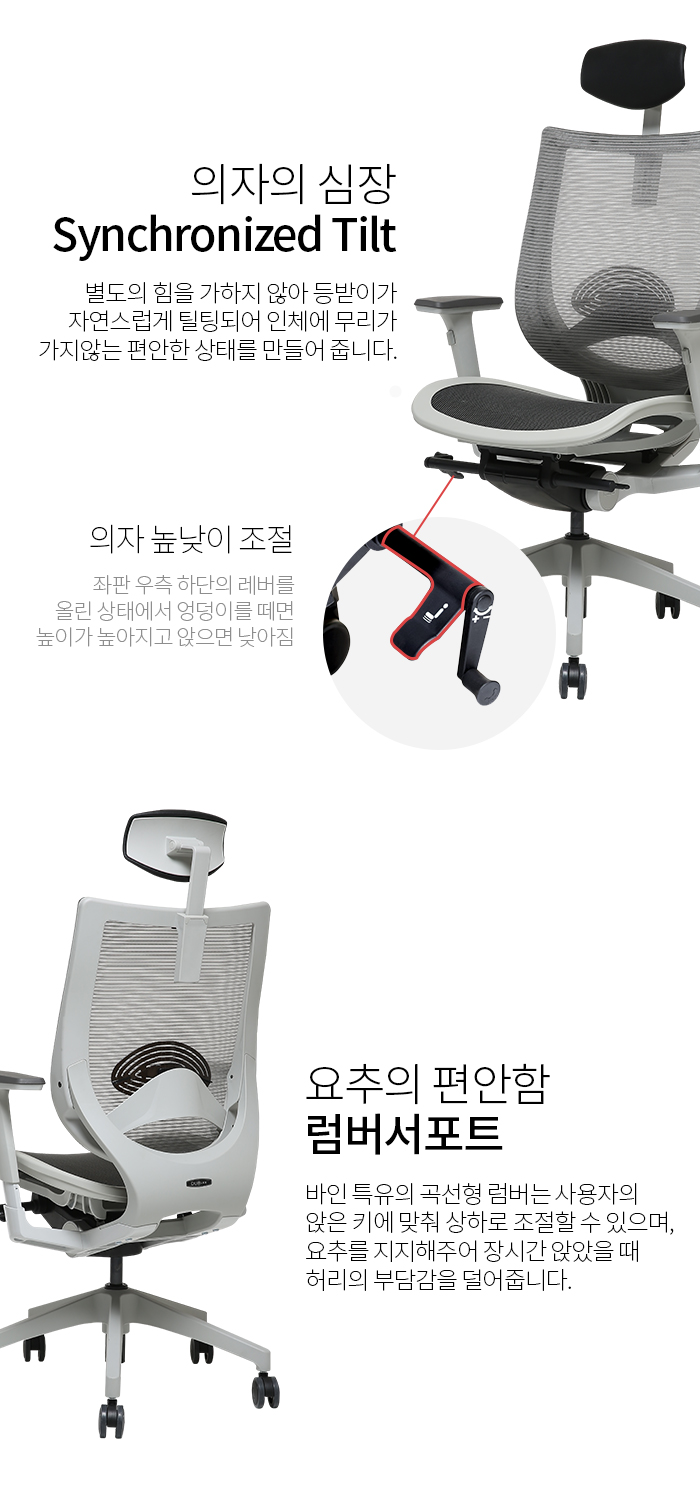 의자의 심장
Synchronized Tilt
별도의 힘을 가하지 않아 등받이가
자연스럽게 틸팅되어 인체에 무리가
가지않는 편안한 상태를 만들어 줍니다.
의자 높낮이 조절
좌판 우측 하단의 레버를
올린 상태에서 엉덩이를 떼면
높이가 높아지고 앉으면 낮아짐
요추의 편안함
럼버서포트
바인 특유의 곡선형 럼버는 사용자의
앉은 키에 맞춰 상하로 조절할 수 있으며,
요추를 지지해주어 장시간 앉았을 때
허리의 부담감을 덜어줍니다.